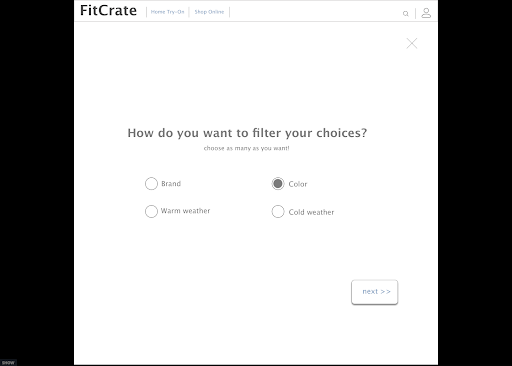 FitCrate
Home Try-On
Shop Online
How do you want to filter your choices?
choose as many as you want!
Brand
Color
Warm weather
Cold weather
next >>
SHOW